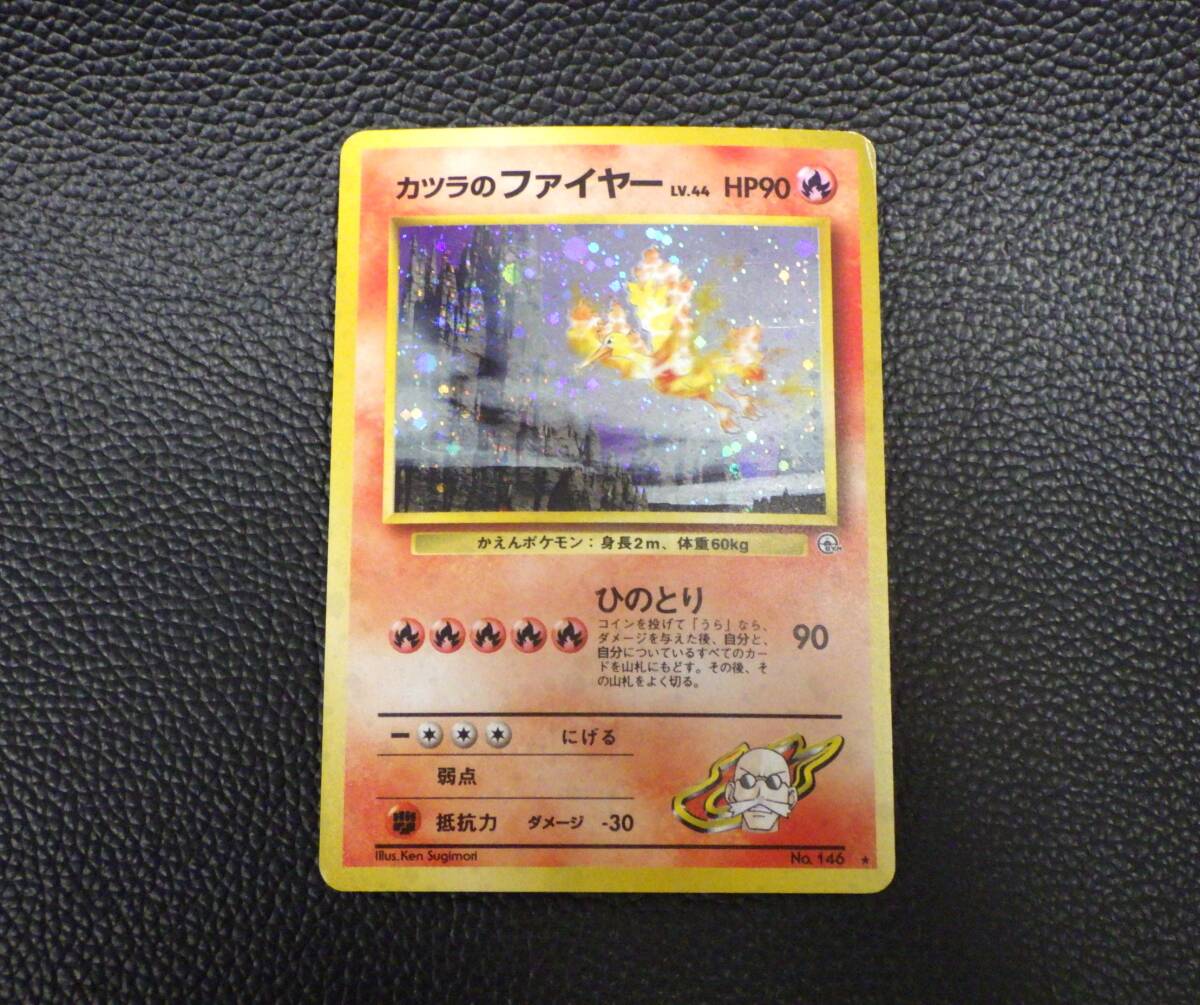 カツラのファイヤー LV.44 HP90
かえんポケモン：身長2m、体重60kg
ひのとり
コインを投げて「うら」なら、
ダメージを与えた後、自分と、
自分についているすべてのカー
ドを山札にもどす。その後、そ
の山札をよく切る。
90
にげる
弱点
抵抗力 ダメージ -30
Illus.Ken Sugimori No. 146 ★